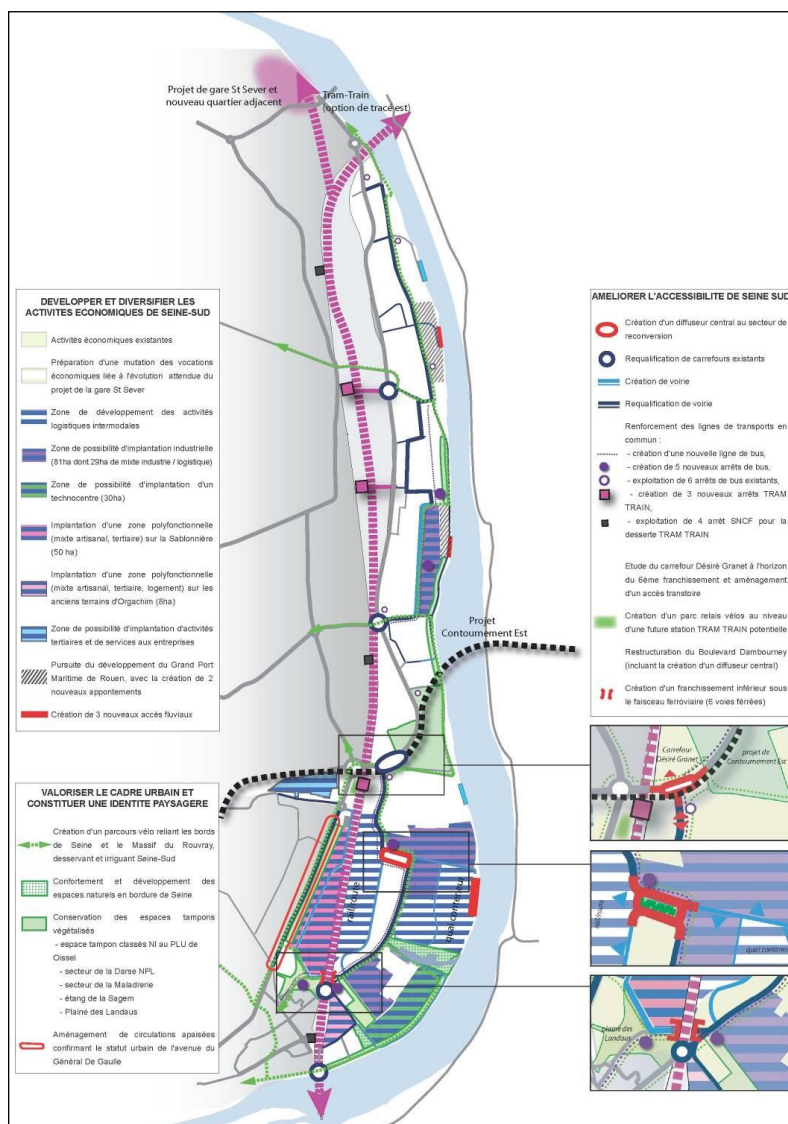 Projet de gare St Sever et
nouveau quartier adjacent
Tram-Train
(option de tracé est)
DEVELOPPER ET DIVERSIFIER LES
ACTIVITES ECONOMIQUES DE SEINE-SUD
Activités économiques existantes
Préparation d'une mutation des vocations
économiques liée à l'évolution attendue du
projet de la gare St Sever
Zone de développement des activités
logistiques intermodales
Zone de possibilité d'implantation industrielle
(81ha dont 29ha de mixte industrie / logistique)
Zone de possibilité d'implantation d'un
technocentre (30ha)
Implantation d'une zone polyfonctionnelle
(mixte artisanal, tertiaire) sur la Sablonnière
(50 ha)
Implantation d'une zone polyfonctionnelle
(mixte artisanal, tertiaire, logement) sur les
anciens terrains d'Orgachim (8ha)
Zone de possibilité d'implantation d'activités
tertiaires et de services aux entreprises
Pursuite du développement du Grand Port
Maritime de Rouen, avec la création de 2
nouveaux appontements
Création de 3 nouveaux accès fluviaux
VALORISER LE CADRE URBAIN ET
CONSTITUER UNE IDENTITE PAYSAGERE
Création d'un parcours vélo reliant les bords
de Seine et le Massif du Rouvray,
desservant et irriguant Seine-Sud
Confortement et développement des
espaces naturels en bordure de Seine
Conservation des espaces tampons
végétalisés
- espace tampon classés NI au PLU de
Oissel
- secteur de la Darse NPL
- secteur de la Maladrerie
- étang de la Sagem
- Plaine des Landaus
Aménagement de circulations apaisées
confirmant le statut urbain de l'avenue du
Général De Gaulle
Projet
Contournement Est
railroute
quai conteneur
AMELIORER L'ACCESSIBILITE DE SEINE SUD
Création d'un diffuseur central au secteur de
reconversion
Requalification de carrefours existants
Création de voirie
Requalification de voirie
Renforcement des lignes de transports en
commun :
- création d'une nouvelle ligne de bus,
- création de 5 nouveaux arrêts de bus,
- exploitation de 6 arrêts de bus existants,
- création de 3 nouveaux arrêts TRAM
TRAIN,
- exploitation de 4 arrêt SNCF pour la
desserte TRAM TRAIN
Etude du carrefour Désiré Granet à l'horizon
du 6ème franchissement et aménagement
d'un accès transtoire
Création d'un parc relais vélos au niveau
d'une future station TRAM TRAIN potentielle
Restructuration du Boulevard Dambourney
(incluant la création d'un diffuseur central)
Création d'un franchissement inférieur sous
le faisceau ferroviaire (6 voies férrées)
Carrefour
Désiré Granet
projet de
Contournement Est
railroute
quai conteneur
plaine des
Landaus